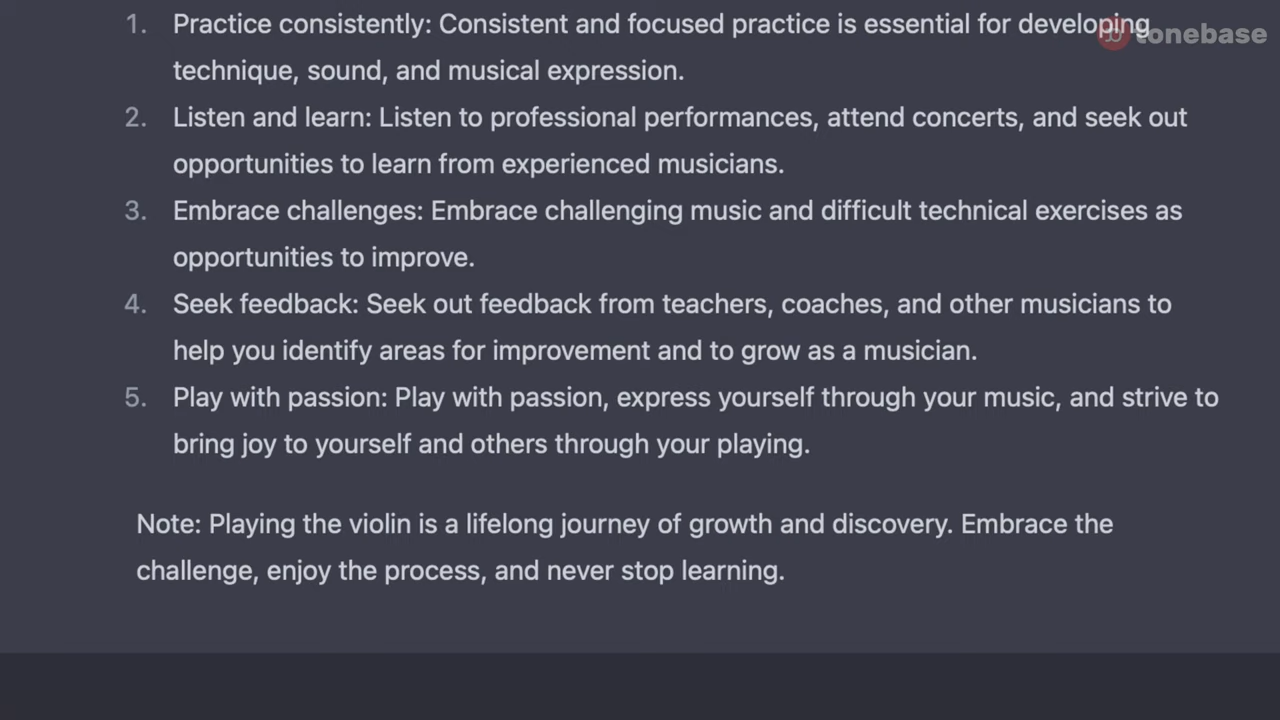 1. Practice consistently: Consistent and focused practice is essential for developing
tonebase
technique, sound, and musical expression.
2. Listen and learn: Listen to professional performances, attend concerts, and seek out
opportunities to learn from experienced musicians.
3. Embrace challenges: Embrace challenging music and difficult technical exercises as
opportunities to improve.
4. Seek feedback: Seek out feedback from teachers, coaches, and other musicians to
help you identify areas for improvement and to grow as a musician.
5. Play with passion: Play with passion, express yourself through your music, and strive to
bring joy to yourself and others through your playing.
Note: Playing the violin is a lifelong journey of growth and discovery. Embrace the
challenge, enjoy the process, and never stop learning.